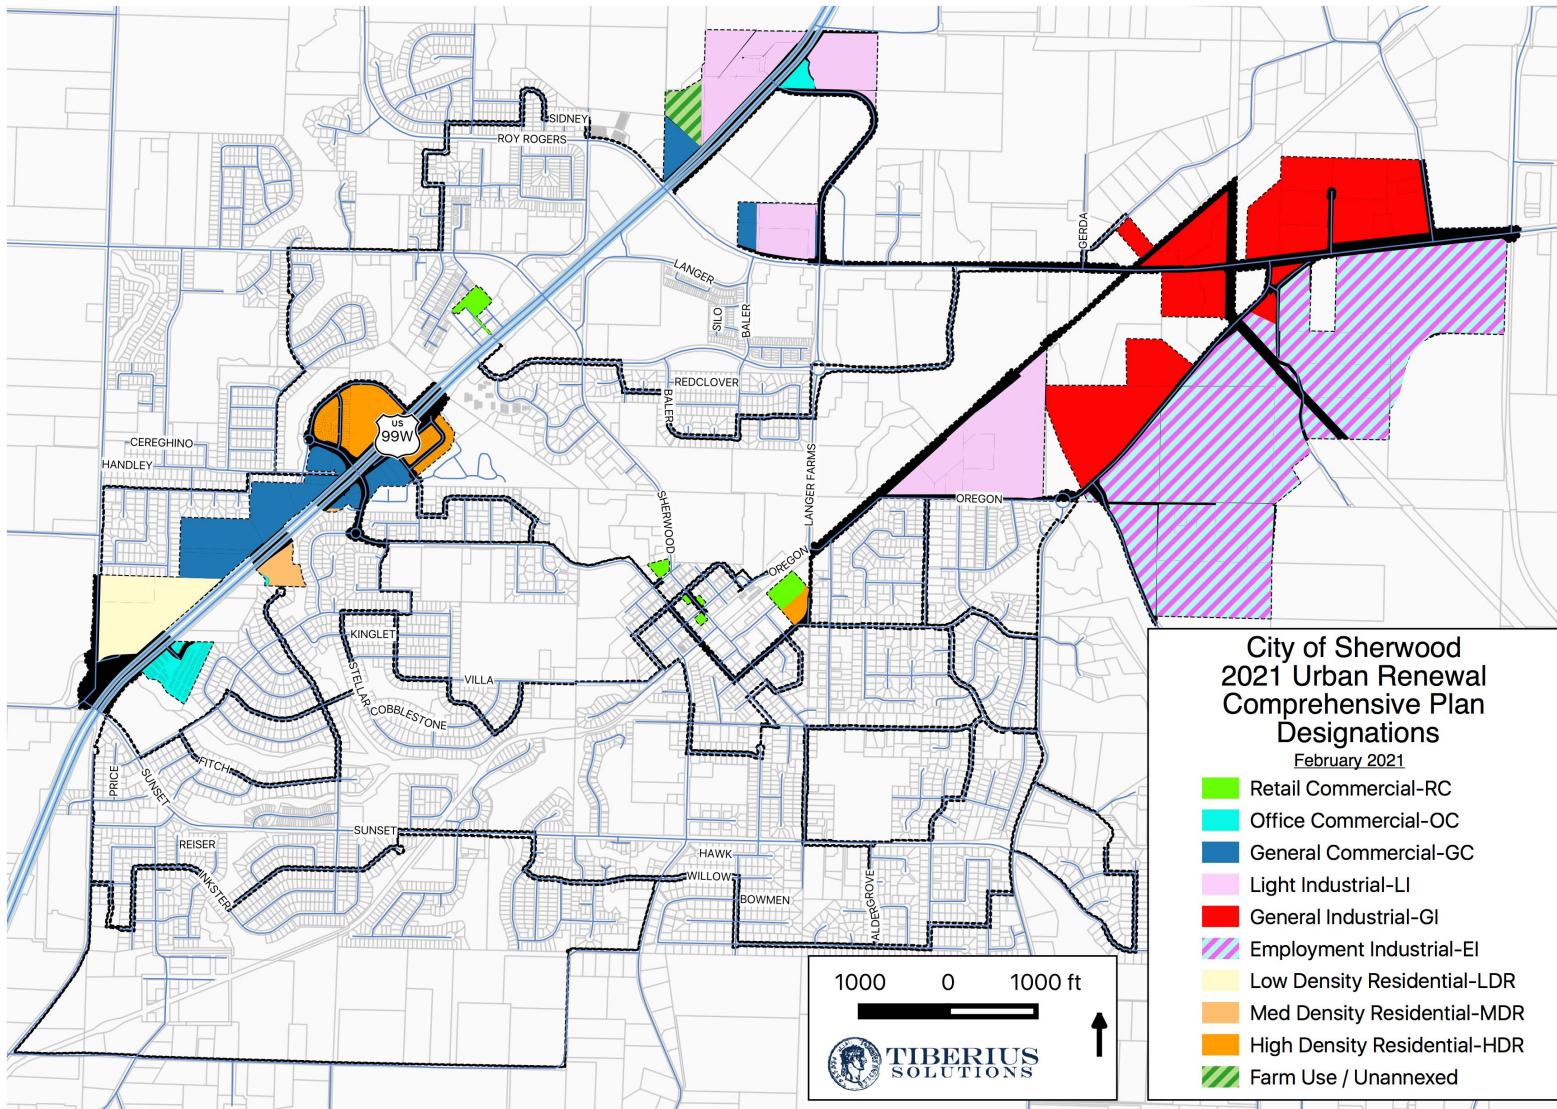 SIDNEY
ROY ROGERS
GERDA
LANGER
SILO
BALER
REDCLOVER
BALER
US
99W
CEREGHINO
HANDLEY
SHERWOOD
LANGER FARMS
OREGON
OREGON
KINGLET
STELLAR
VILLA
COBBLESTONE
FITCH
PRICE
SUNSET
SUNSET
REISER
INKSTER
HAWK
WILLOW
BOWMEN
ALDERGROVE
City of Sherwood
2021 Urban Renewal
Comprehensive Plan
Designations
February 2021
Retail Commercial-RC
Office Commercial-OC
General Commercial-GC
Light Industrial-LI
General Industrial-GI
Employment Industrial-EI
Low Density Residential-LDR
Med Density Residential-MDR
High Density Residential-HDR
Farm Use / Unannexed
1000 0 1000 ft
TIBERIUS
SOLUTIONS